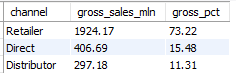 channel gross_sales_mln gross_pct
Retailer 1924.17 73.22
Direct 406.69 15.48
Distributor 297.18 11.31